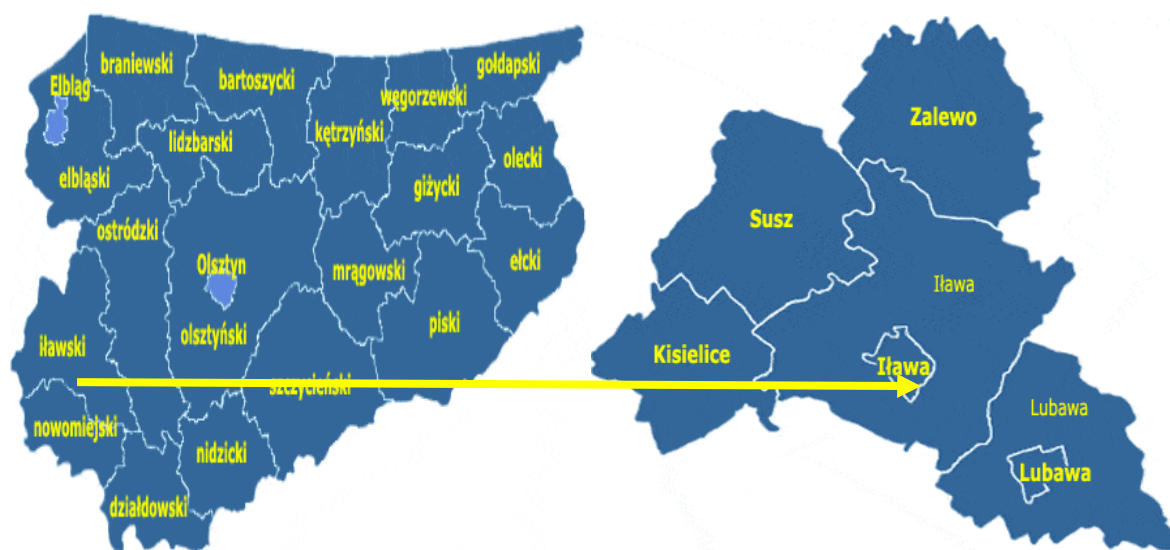 braniewski
gołdapski
Elbląg
bartoszycki
węgorzewski
kętrzyński
lidzbarski
olecki
elbląski
giżycki
ostródzki
Olsztyn
mrągowski
ełcki
olsztyński
piski
iławski
szczycieński
nowomiejski
nidzicki
działdowski
Zalewo
Susz
Iława
Kisielice
Iława
Lubawa
Lubawa